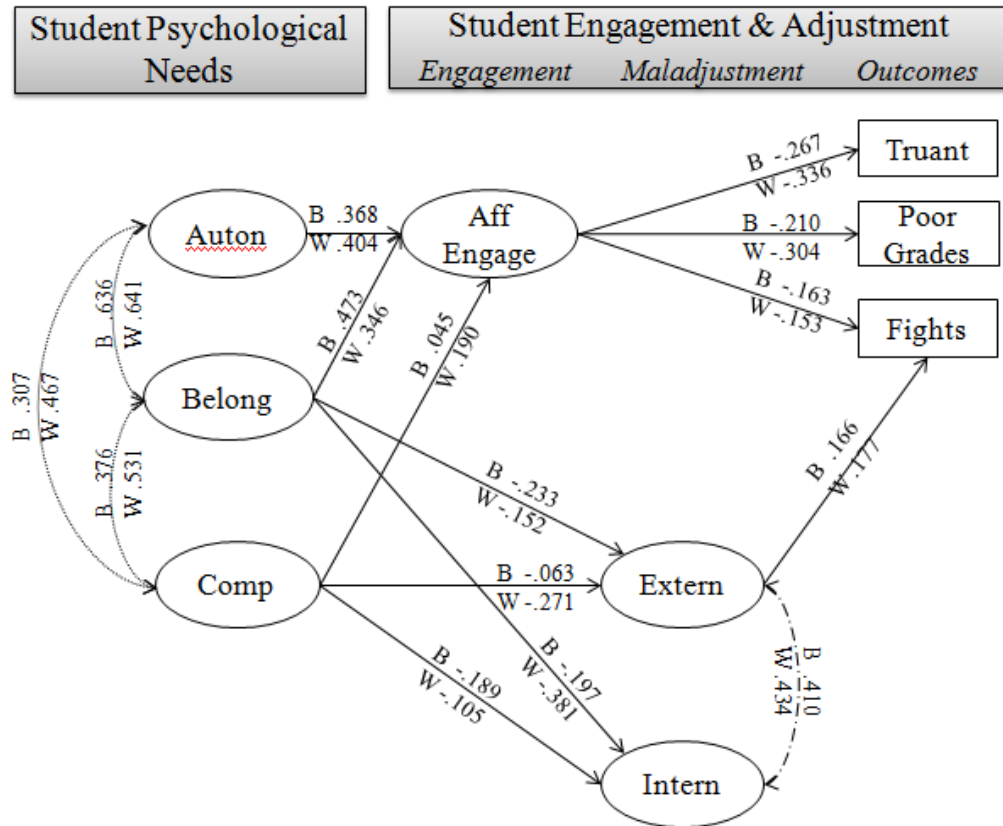 Student Psychological
Needs
Student Engagement & Adjustment
Engagement Maladjustment Outcomes
Auton
Belong
Comp
Aff
Engage
Extern
Intern
Truant
Poor
Grades
Fights
B .368
W .404
B .473
W .346
B .045
W .190
B -.267
W -.336
B -.210
W -.304
B -.163
W -.153
B .636
W .641
B .307
W .467
B .376
W .531
B -.233
W -.152
B -.063
W -.271
B -.197
W -.381
B -.189
W -.105
B .166
W .177
B .410
W .434